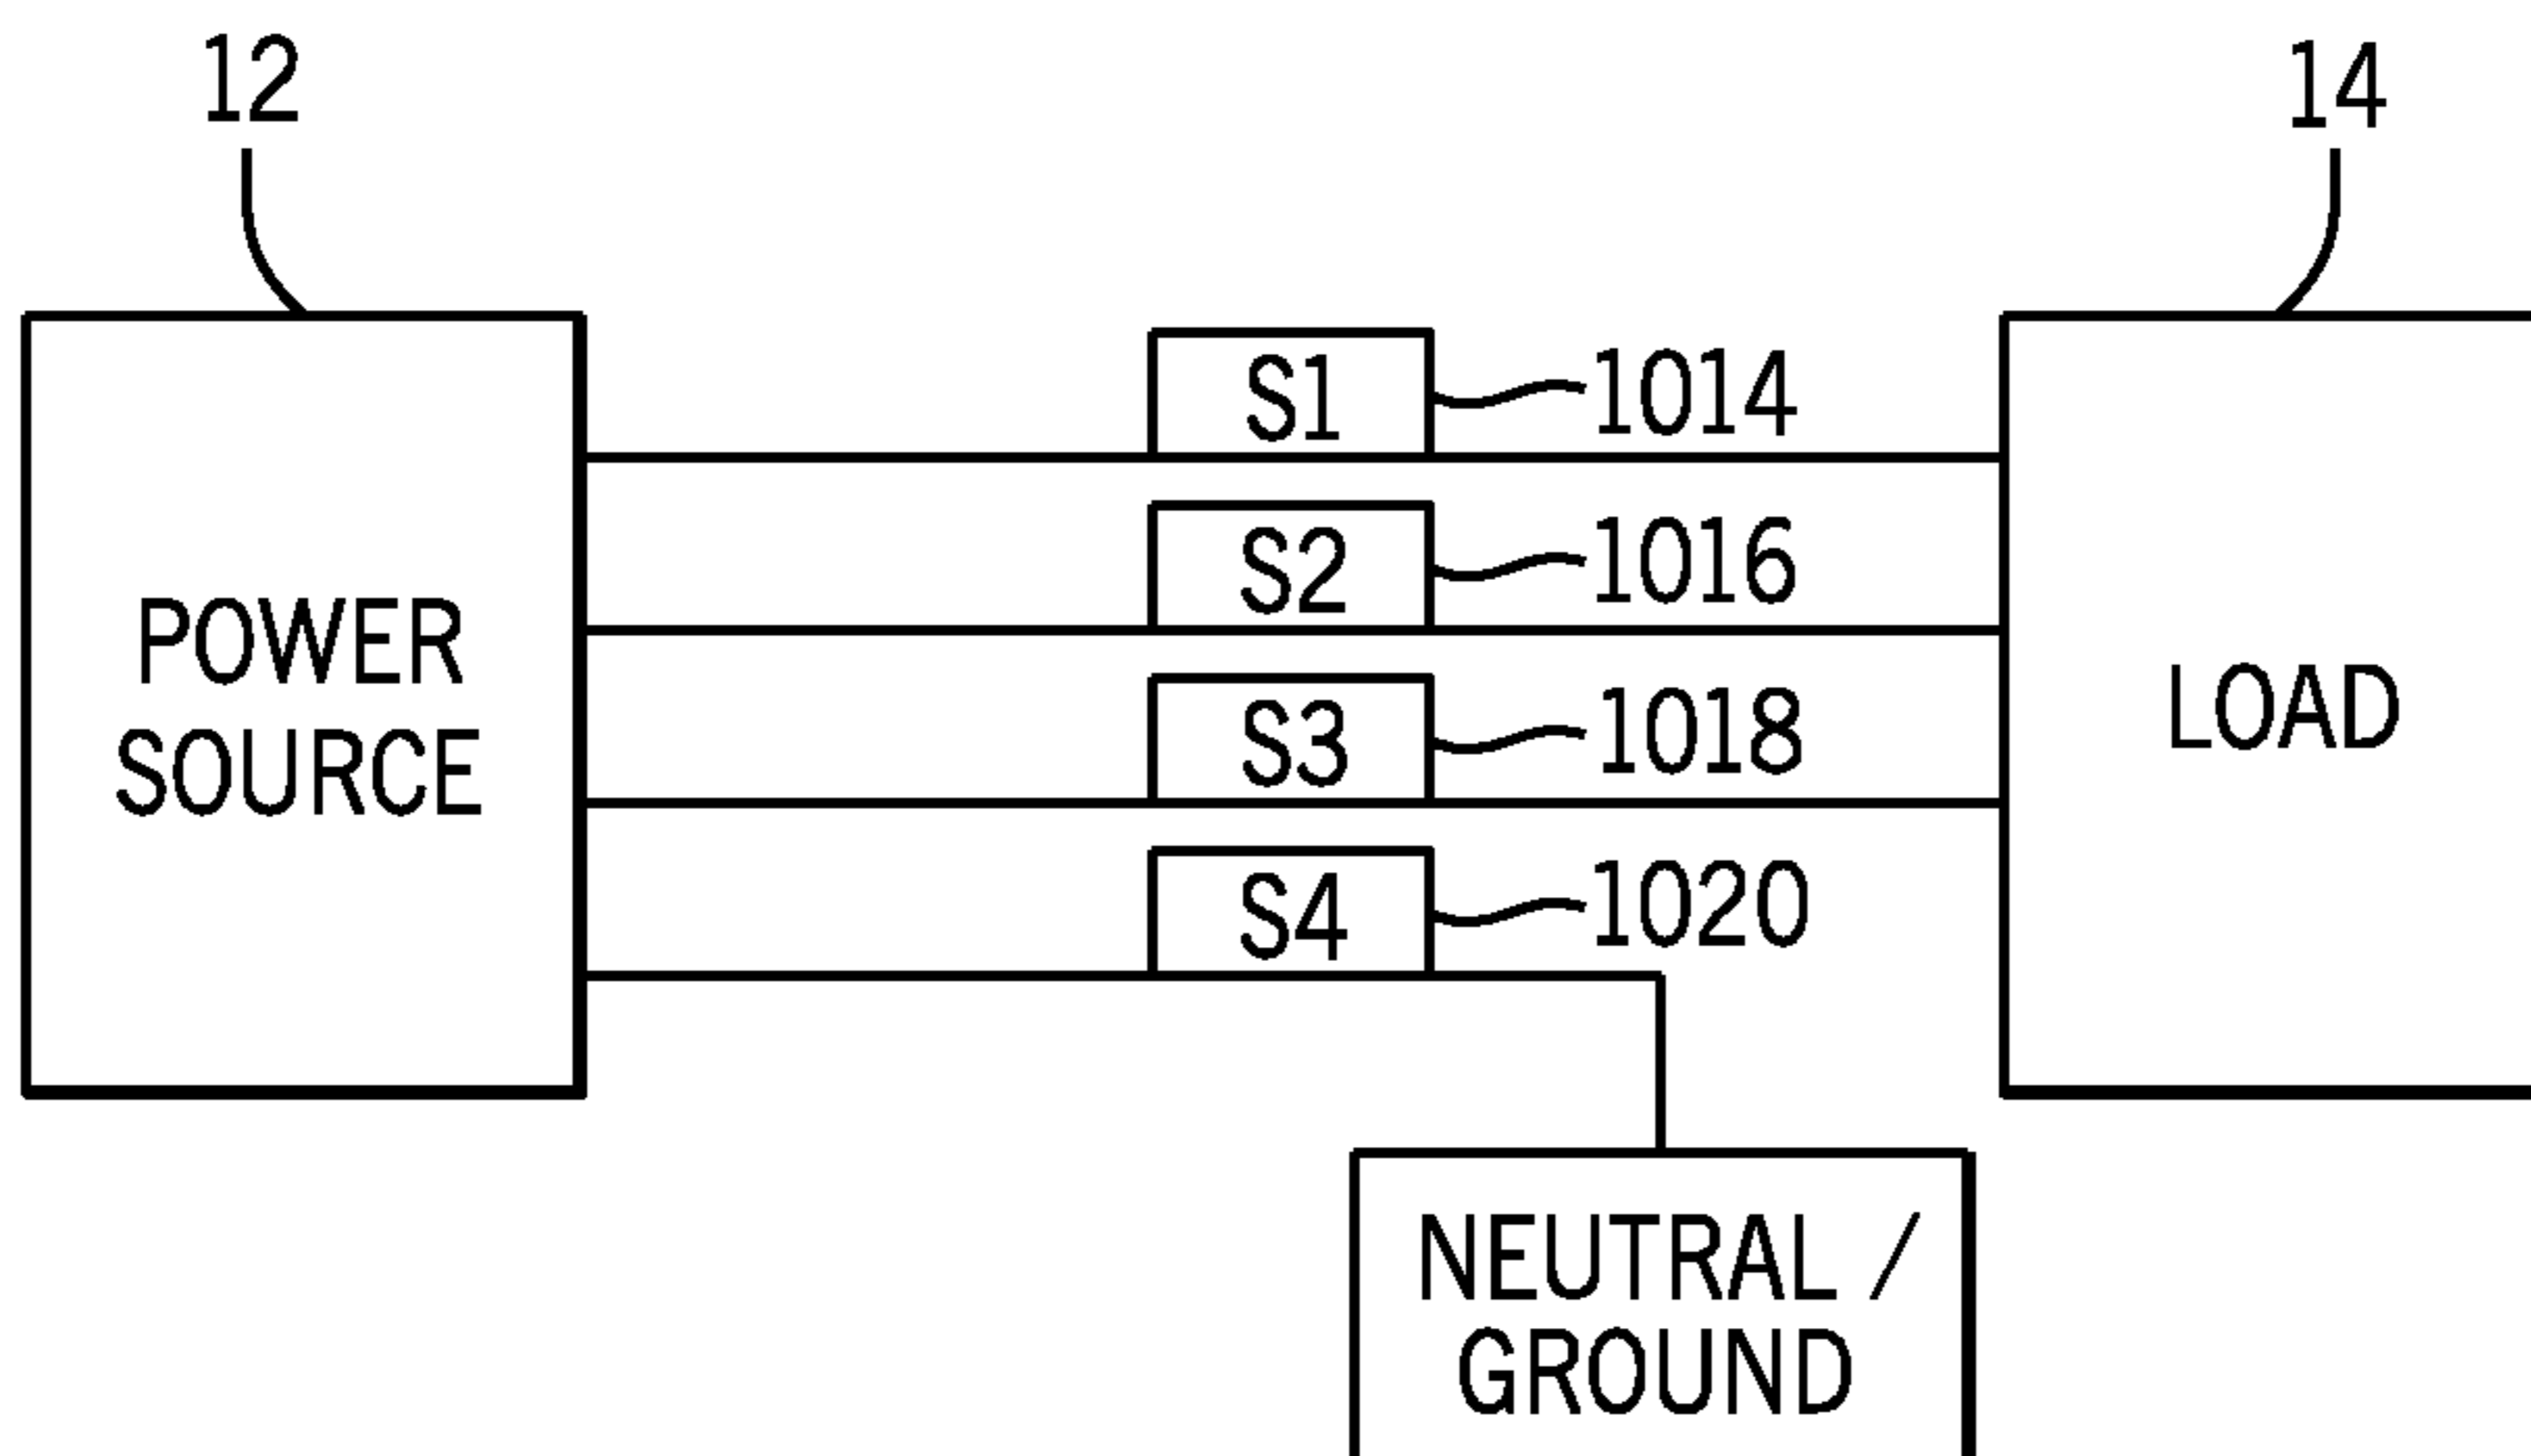 12
14
S1
1014
S2
1016
S3
1018
S4
1020
POWER
SOURCE
LOAD
NEUTRAL /
GROUND